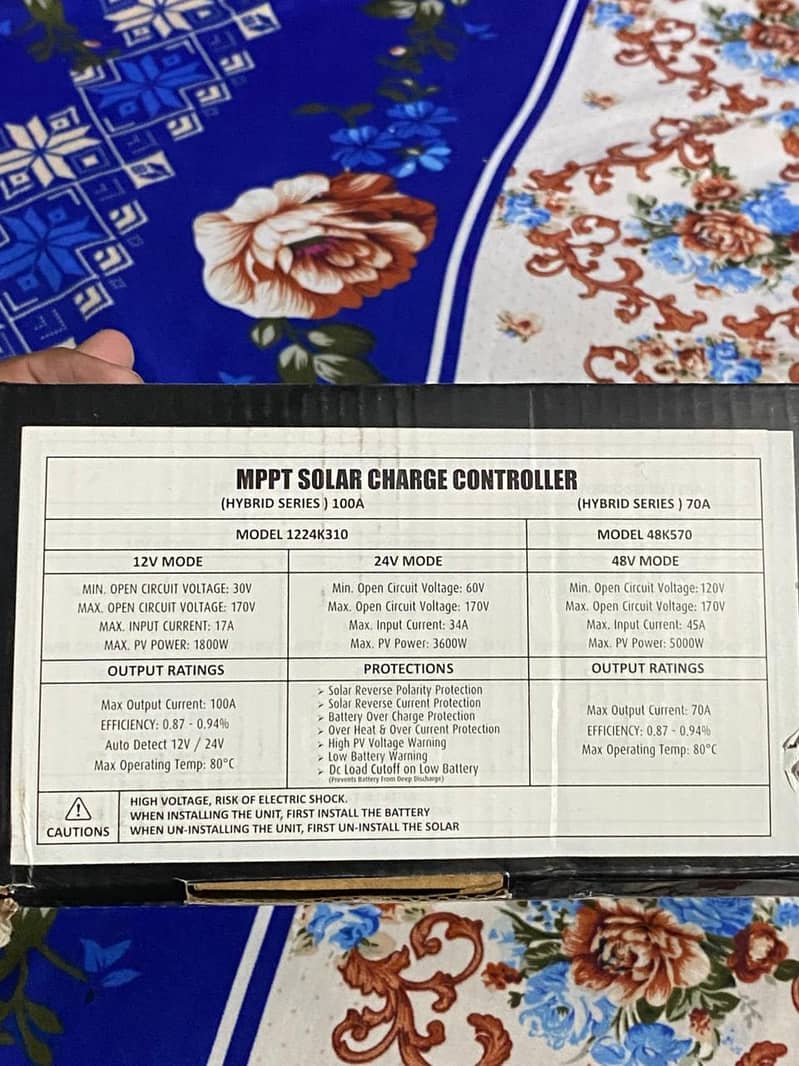 MPPT SOLAR CHARGE CONTROLLER
(HYBRID SERIES ) 100A
(HYBRID SERIES ) 70A
MODEL 1224K310
MODEL 48K570
12V MODE
24V MODE
48V MODE
MIN. OPEN CIRCUIT VOLTAGE: 30V
MAX. OPEN CIRCUIT VOLTAGE: 170V
MAX. INPUT CURRENT: 17A
MAX. PV POWER: 1800W
Min. Open Circuit Voltage: 60V
Max. Open Circuit Voltage: 170V
Max. Input Current: 34A
Max. PV Power: 3600W
Min. Open Circuit Voltage: 120V
Max. Open Circuit Voltage: 170V
Max. Input Current: 45A
Max. PV Power: 5000W
OUTPUT RATINGS
PROTECTIONS
OUTPUT RATINGS
Max Output Current: 100A
EFFICIENCY: 0.87 - 0.94%
Auto Detect 12V / 24V
Max Operating Temp: 80°C
➢ Solar Reverse Polarity Protection
➢ Solar Reverse Current Protection
➢ Battery Over Charge Protection
➢ Over Heat & Over Current Protection
➢ High PV Voltage Warning
➢ Low Battery Warning
➢ Dc Load Cutoff on Low Battery
(Prevents Battery From Deep Discharge)
Max Output Current: 70A
EFFICIENCY: 0.87 - 0.94%
Max Operating Temp: 80°C
CAUTIONS
HIGH VOLTAGE, RISK OF ELECTRIC SHOCK.
WHEN INSTALLING THE UNIT, FIRST INSTALL THE BATTERY
WHEN UN-INSTALLING THE UNIT, FIRST UN-INSTALL THE SOLAR